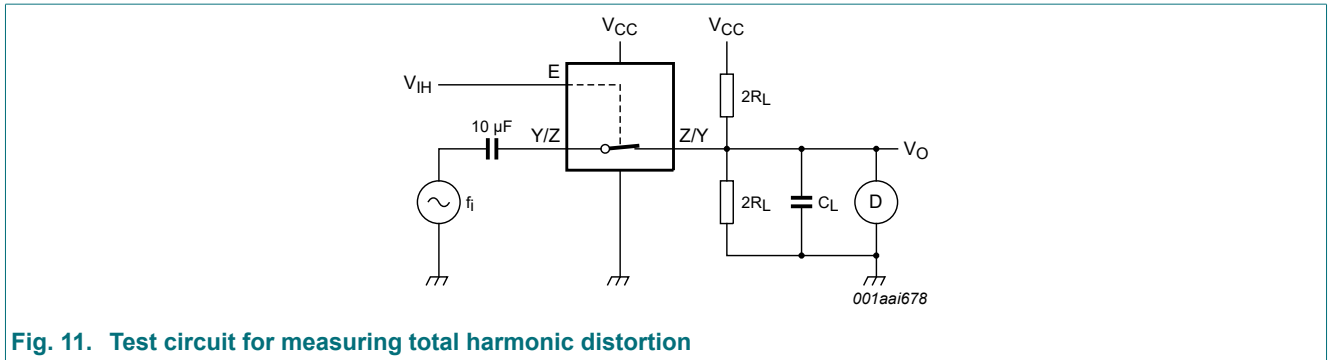 VCC VCC
E
VIH
2RL
10 µF Y/Z Z/Y
VO
fi 2RL CL D
001aai678
Fig. 11. Test circuit for measuring total harmonic distortion